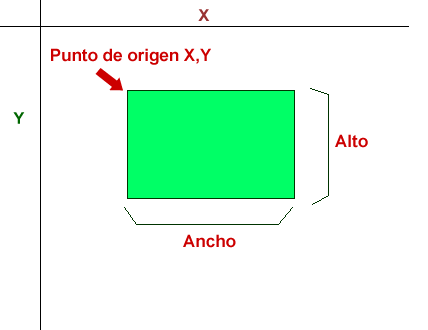 X
Punto de origen X,Y
Y
Alto
Ancho